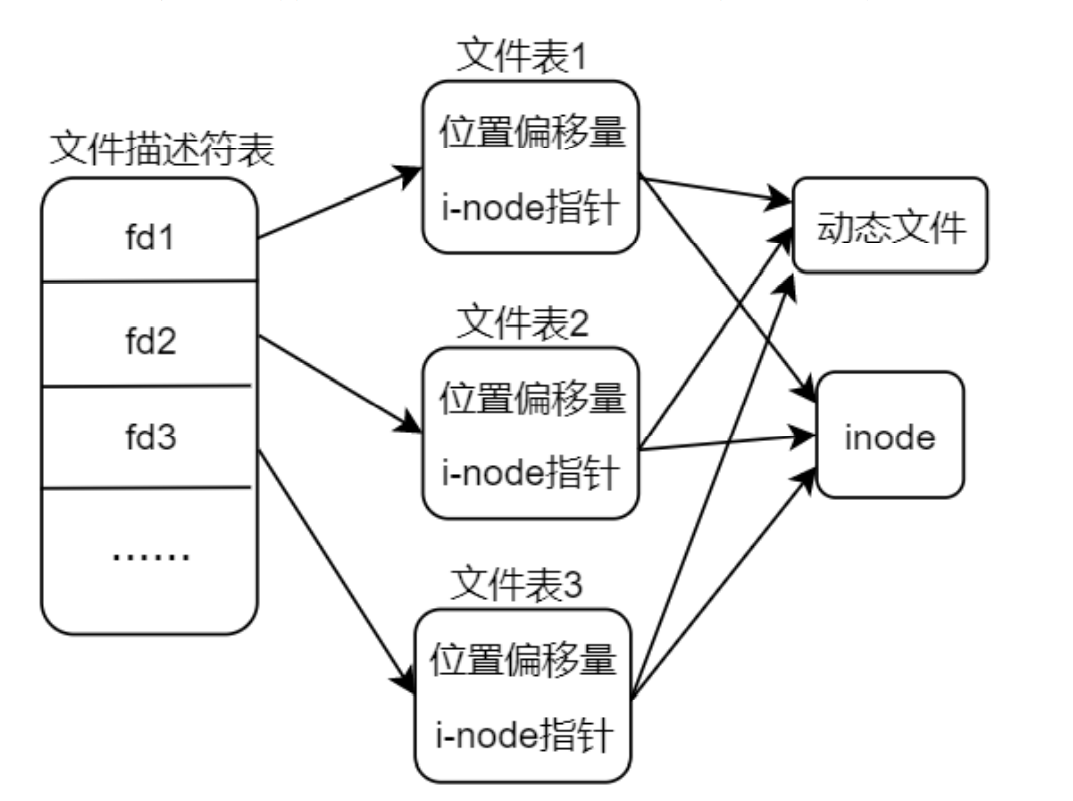 文件描述符表
fd1
fd2
fd3
......
文件表1
位置偏移量
i-node指针
文件表2
位置偏移量
i-node指针
文件表3
位置偏移量
i-node指针
动态文件
inode